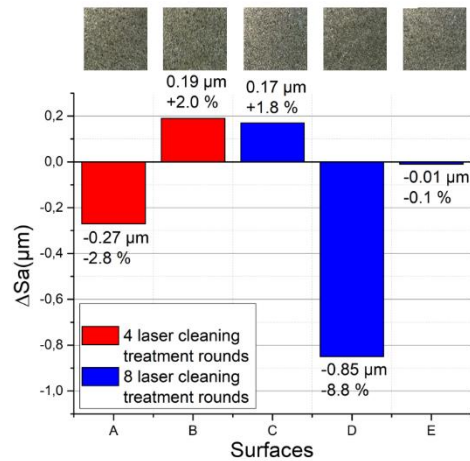 0.19 µm
+2.0 %
0.17 µm
+1.8 %
0,2
0,0
-0,2
-0,4
-0,6
-0,8
-1,0
ΔSa(µm)
-0.27 µm
-2.8 %
-0.01 µm
-0.1 %
-0.85 µm
-8.8 %
4 laser cleaning
treatment rounds
8 laser cleaning
treatment rounds
A B C D E
Surfaces